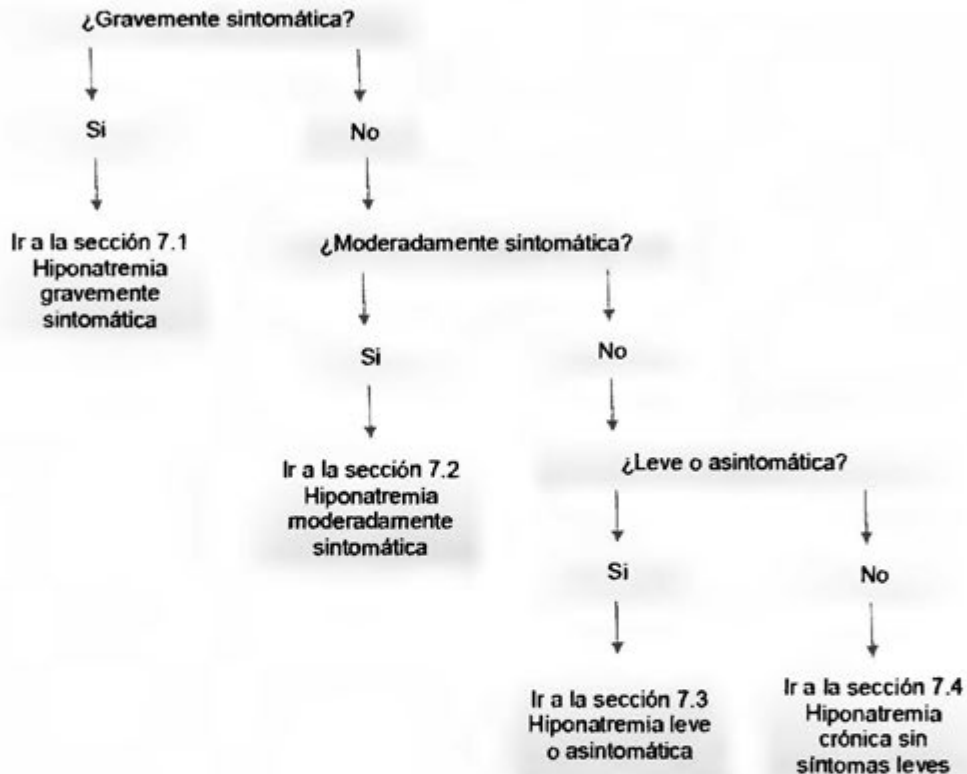 ¿Gravemente sintomática?
Si
No
Ir a la sección 7.1
Hiponatremia
gravemente
sintomática
¿Moderadamente sintomática?
Si
No
Ir a la sección 7.2
Hiponatremia
moderadamente
sintomática
¿Leve o asintomática?
Si
No
Ir a la sección 7.3
Hiponatremia leve
o asintomática
Ir a la sección 7.4
Hiponatremia
crónica sin
síntomas leves